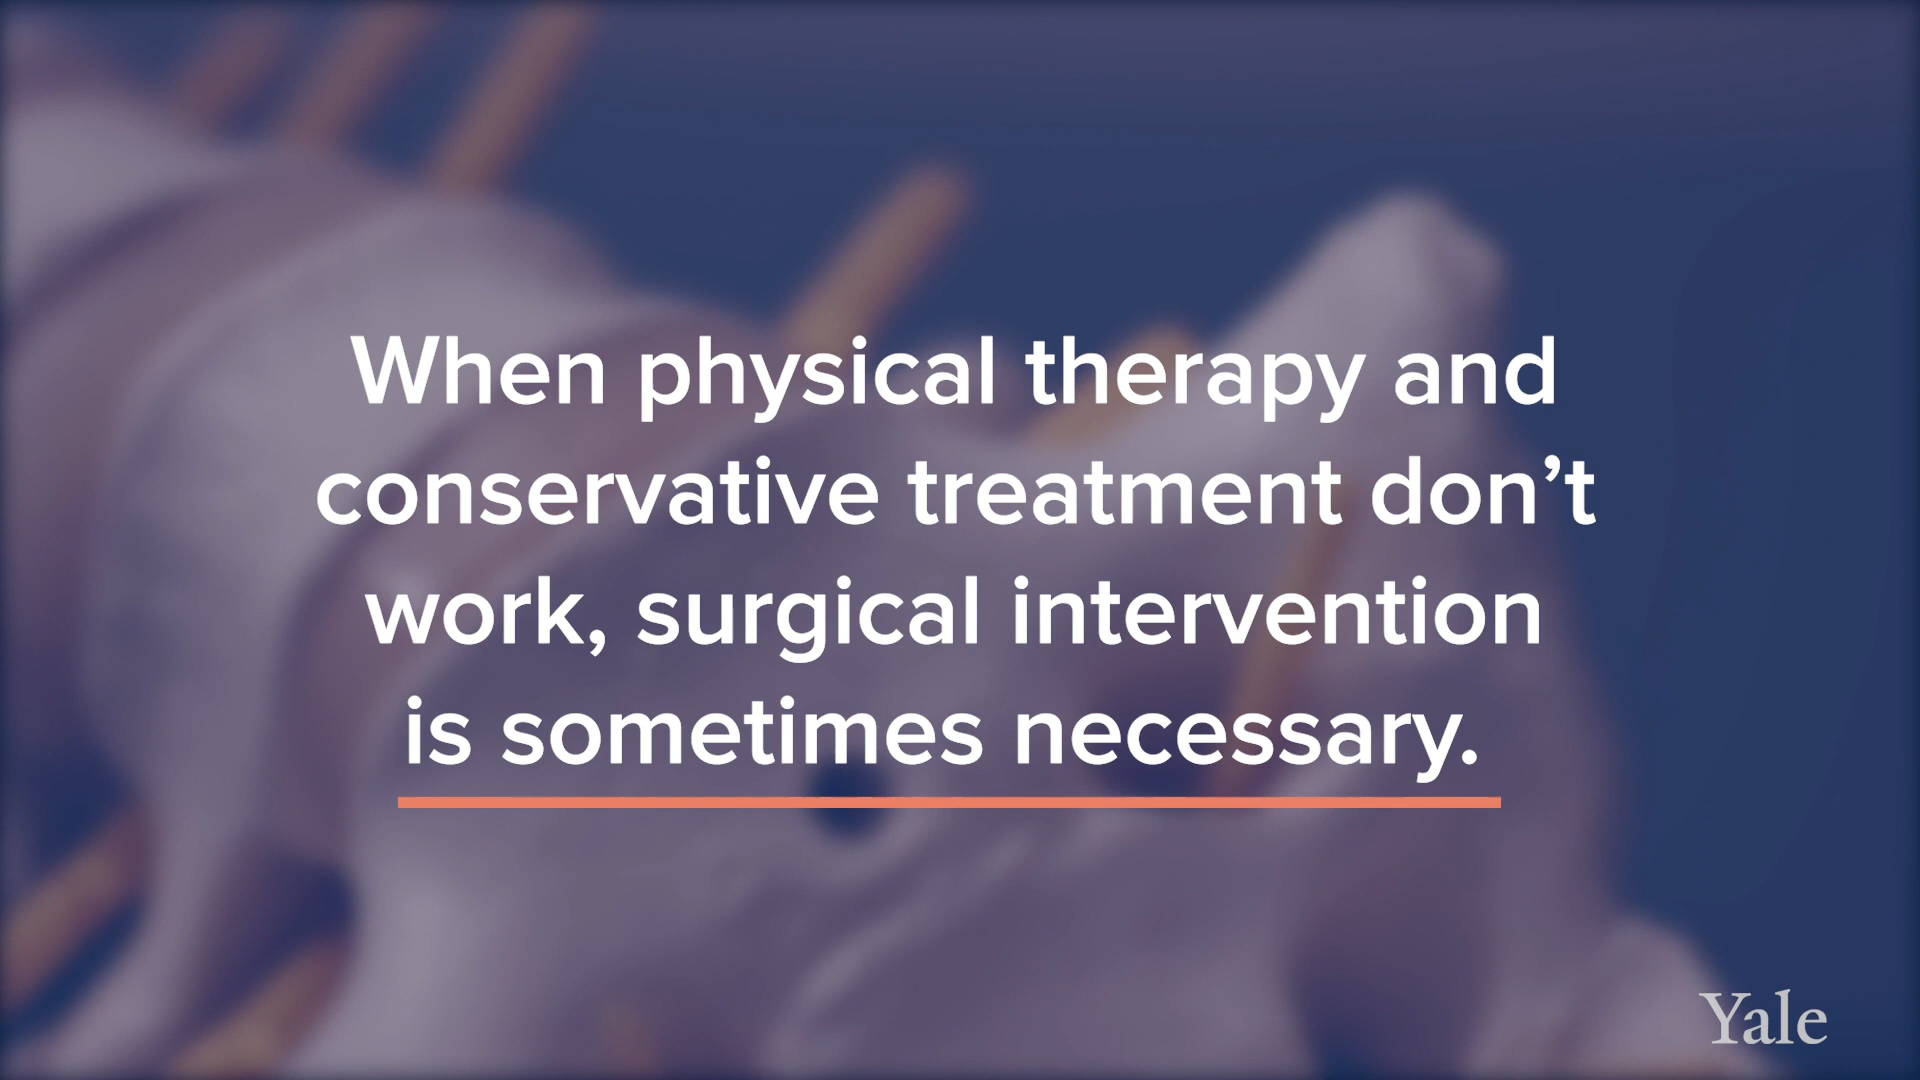 When physical therapy and
conservative treatment don’t
work, surgical intervention
is sometimes necessary.
Yale